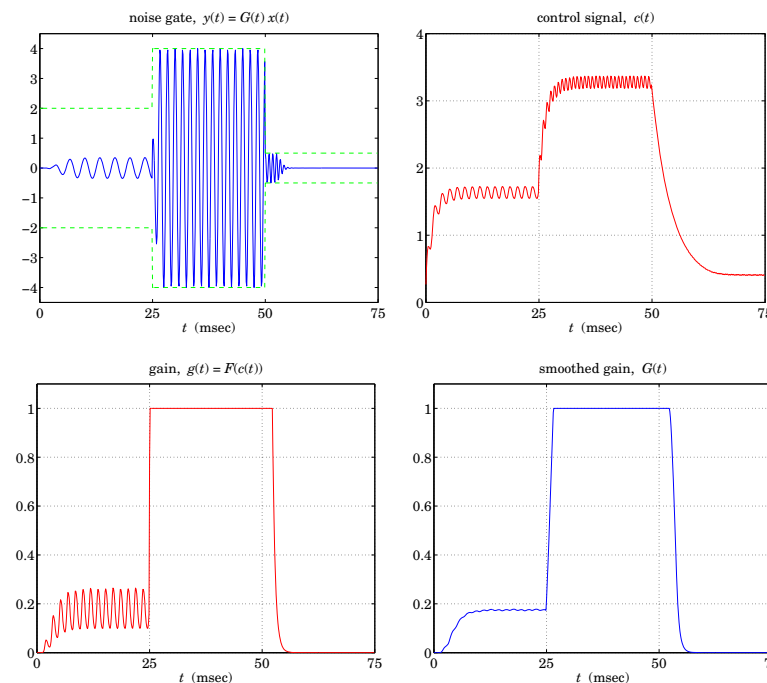 noise gate, y(t) = G(t) x(t)
4
3
2
1
0
−1
−2
−3
−4
0 25 50 75
t (msec)
control signal, c(t)
4
3
2
1
0
0 25 50 75
t (msec)
gain, g(t) = F(c(t))
1
0.8
0.6
0.4
0.2
0
0 25 50 75
t (msec)
smoothed gain, G(t)
1
0.8
0.6
0.4
0.2
0
0 25 50 75
t (msec)